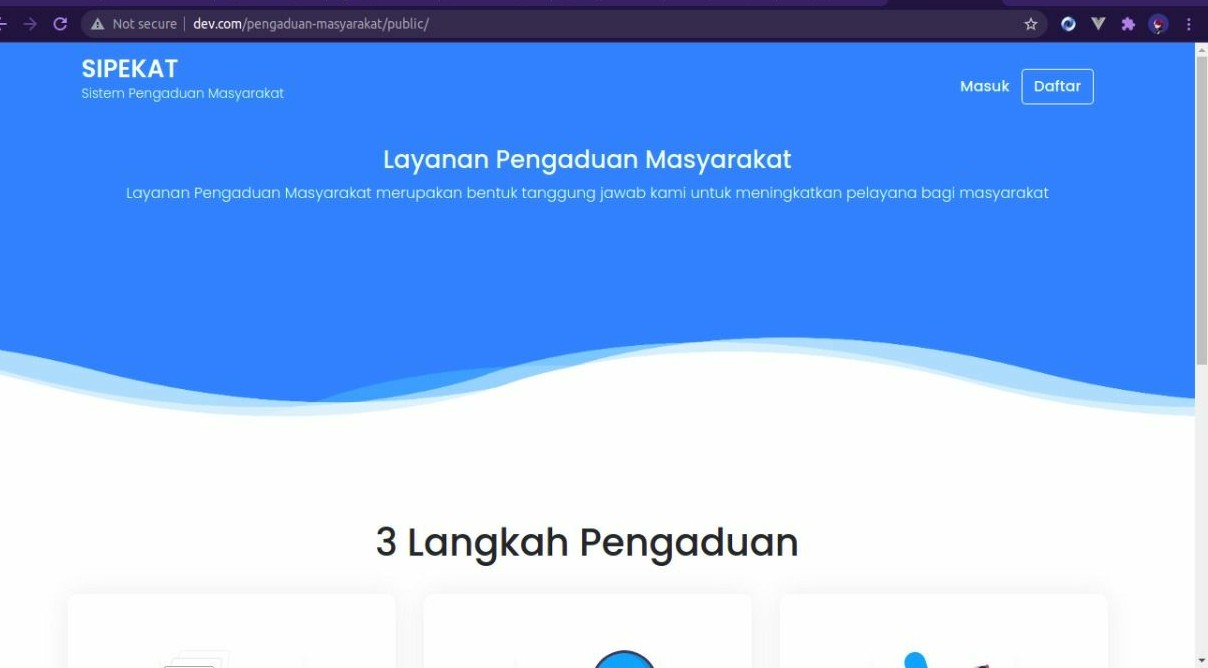 Not secure | dev.com/pengaduan-masyarakat/public/
SIPEKAT
Sistem Pengaduan Masyarakat
Masuk Daftar
Layanan Pengaduan Masyarakat
Layanan Pengaduan Masyarakat merupakan bentuk tanggung jawab kami untuk meningkatkan pelayana bagi masyarakat
3 Langkah Pengaduan